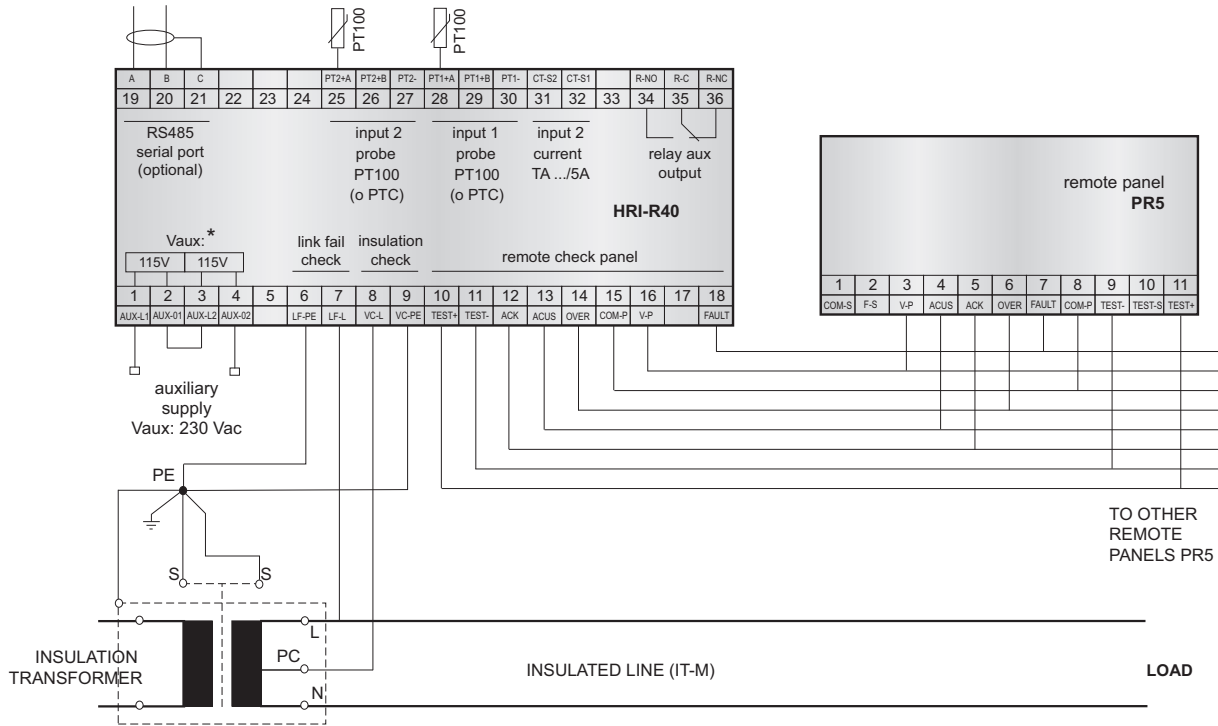 PT100
PT100
A B C PT2+A PT2+B PT2- PT1+A PT1+B PT1- CT-S2 CT-S1 R-NO R-C R-NC
19 20 21 22 23 24 25 26 27 28 29 30 31 32 33 34 35 36
RS485
serial port
(optional)
input 2
probe
PT100
(o PTC)
input 1
probe
PT100
(o PTC)
input 2
current
TA .../5A
relay aux
output
HRI-R40
Vaux: *
115V 115V
link fail
check
insulation
check
remote check panel
1 2 3 4 5 6 7 8 9 10 11 12 13 14 15 16 17 18
AUX-L1 AUX-01 AUX-L2 AUX-02 LF-PE LF-L VC-L VC-PE TEST+ TEST- ACK ACUS OVER COM-P V-P FAULT
remote panel
PR5
1 2 3 4 5 6 7 8 9 10 11
COM-S F-S V-P ACUS ACK OVER FAULT COM-P TEST- TEST-S TEST+
auxiliary
supply
Vaux: 230 Vac
PE
TO OTHER
REMOTE
PANELS PR5
S S
L
INSULATION
TRANSFORMER
PC
INSULATED LINE (IT-M)
LOAD
N